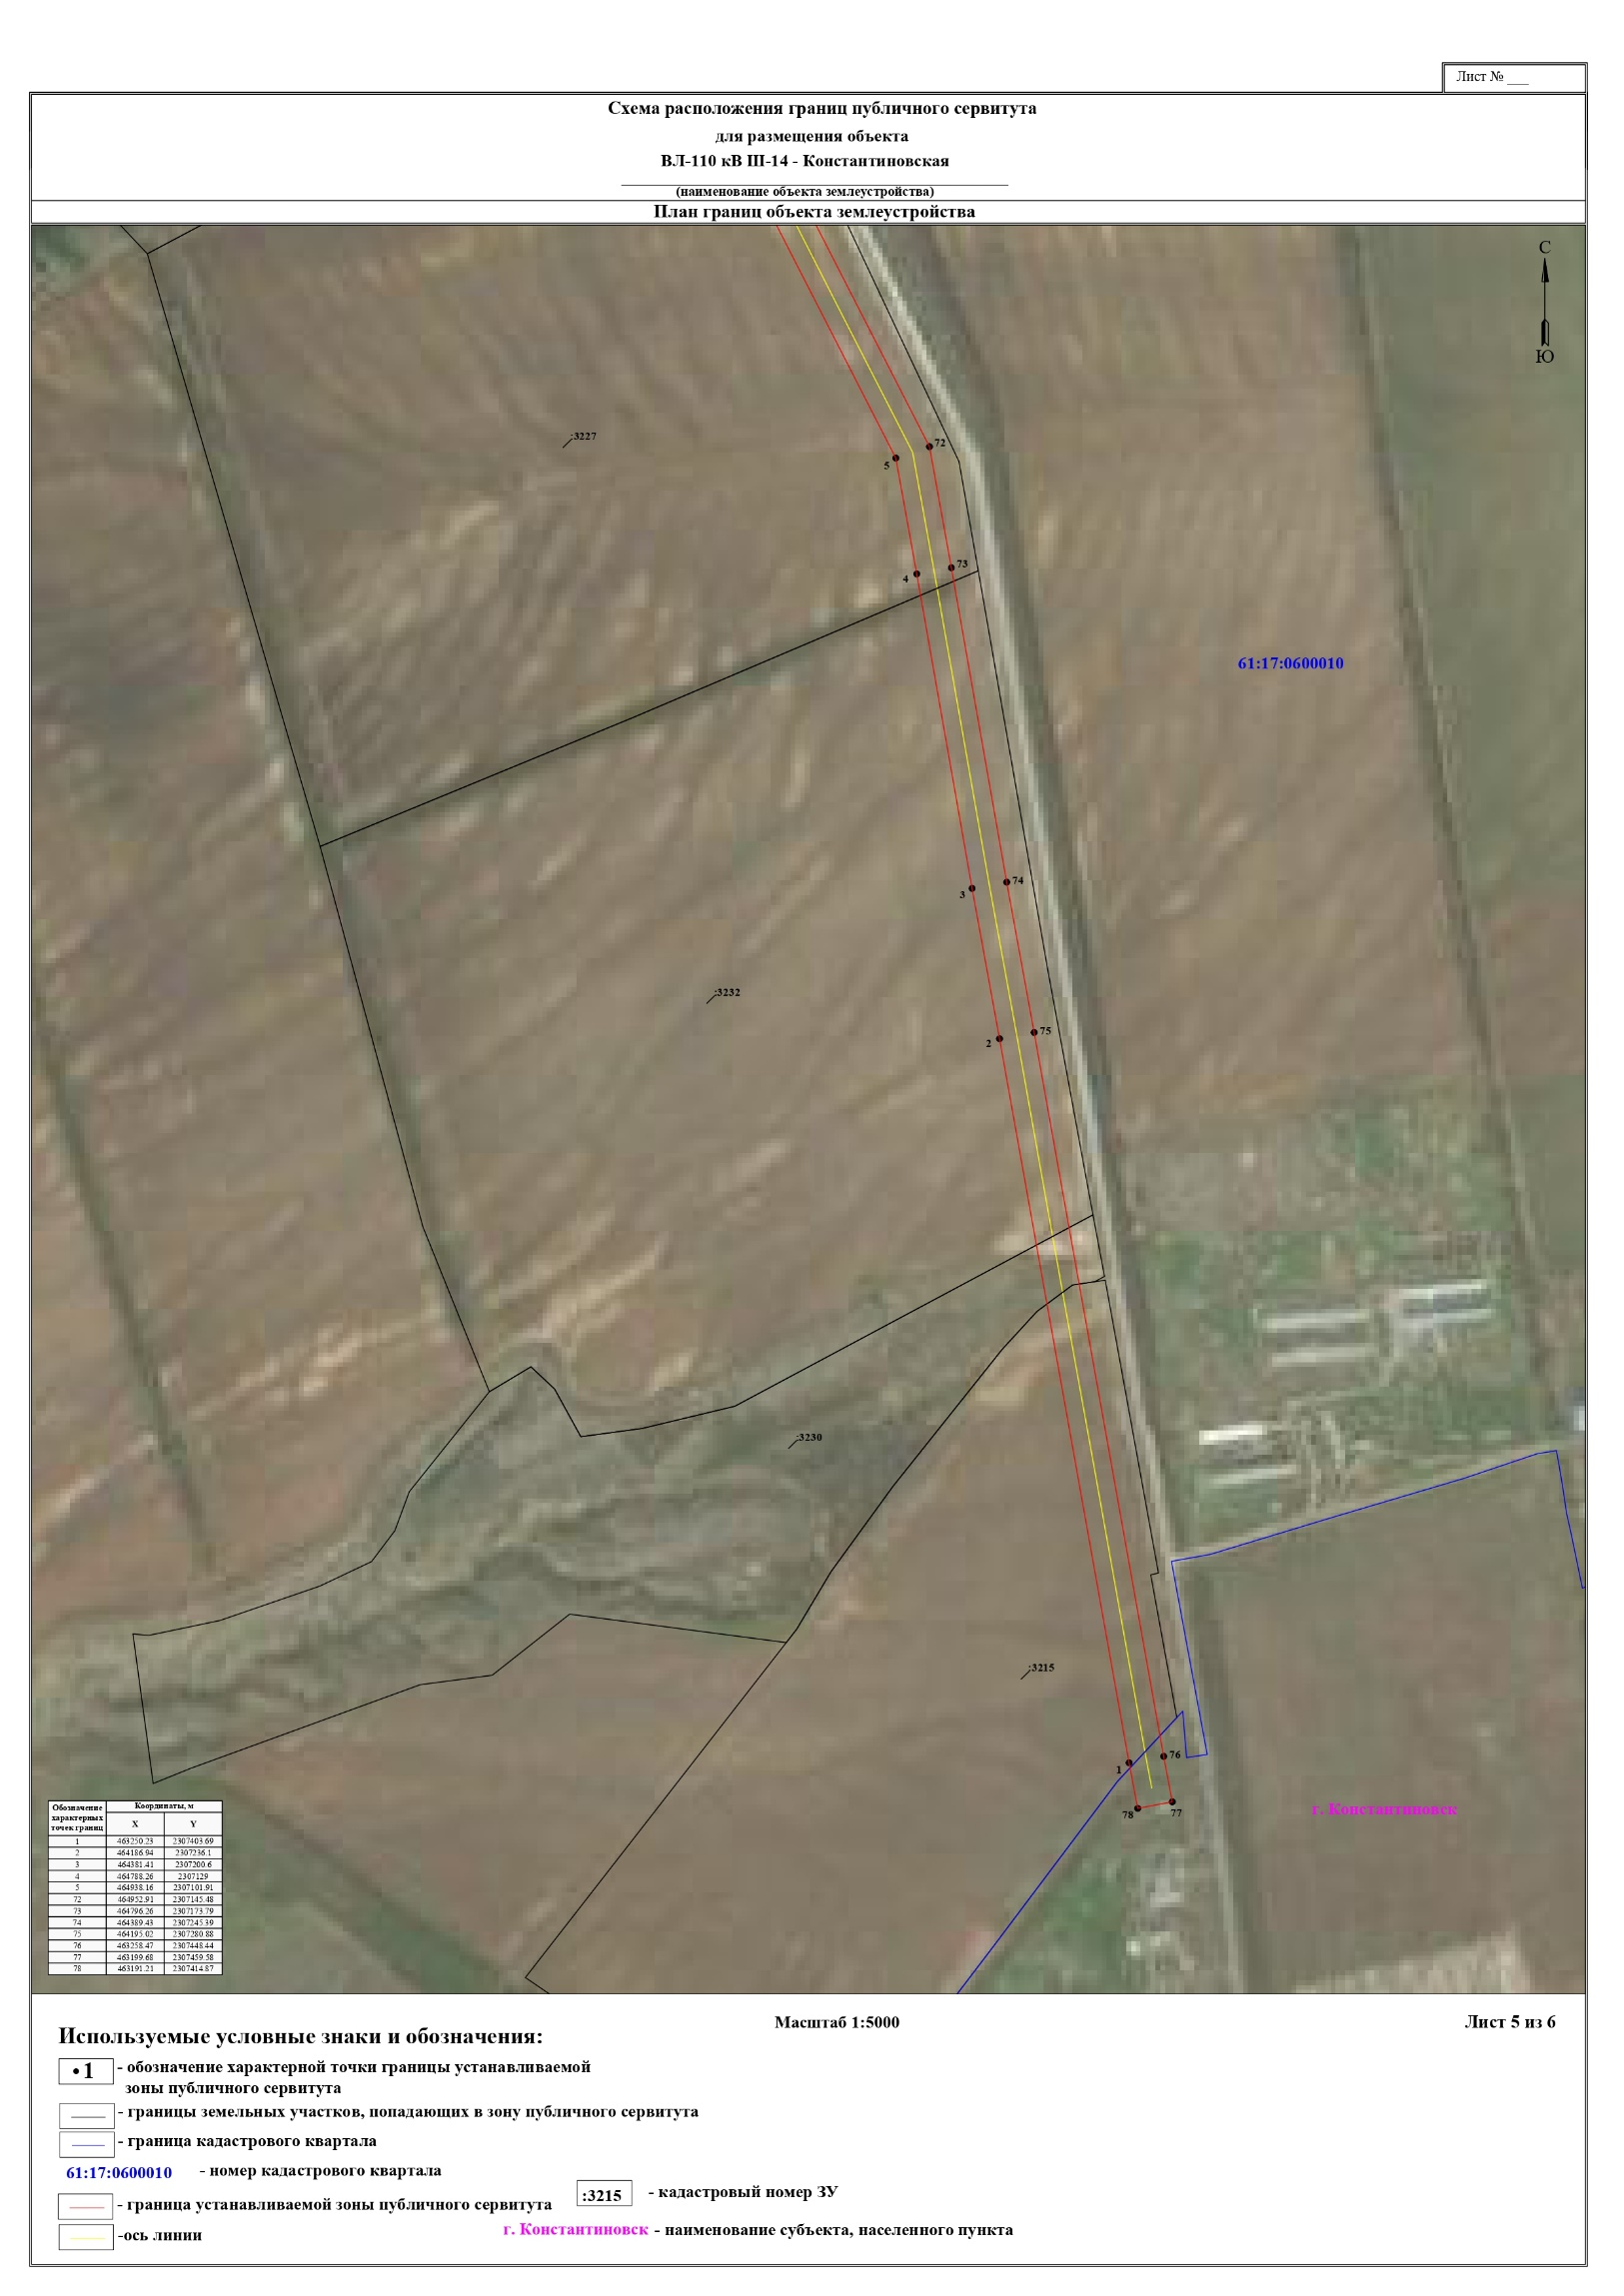 Лист № ___
Схема расположения границ публичного сервитута
для размещения объекта
ВЛ-110 кВ Ш-14 - Константиновская
(наименование объекта землеустройства)
План границ объекта землеустройства
С
Ю
:3227
72
5
73
4
61:17:0600010
74
3
:3232
75
2
:3230
:3215
76
1
77
78
г. Константиновск
Обозначение характерных точек границ Координаты, м
X Y
1 463250.23 2307403.69
2 464186.94 2307236.1
3 464381.41 2307200.6
4 464788.26 2307129
5 464938.16 2307101.91
72 464952.91 2307145.48
73 464796.26 2307173.79
74 464389.43 2307245.39
75 464195.02 2307280.88
76 463258.47 2307448.44
77 463199.68 2307459.58
78 463191.21 2307414.87
Масштаб 1:5000
Лист 5 из 6
Используемые условные знаки и обозначения:
•1 - обозначение характерной точки границы устанавливаемой
зоны публичного сервитута
- границы земельных участков, попадающих в зону публичного сервитута
- граница кадастрового квартала
61:17:0600010 - номер кадастрового квартала
- граница устанавливаемой зоны публичного сервитута
:3215 - кадастровый номер ЗУ
-ось линии
г. Константиновск - наименование субъекта, населенного пункта